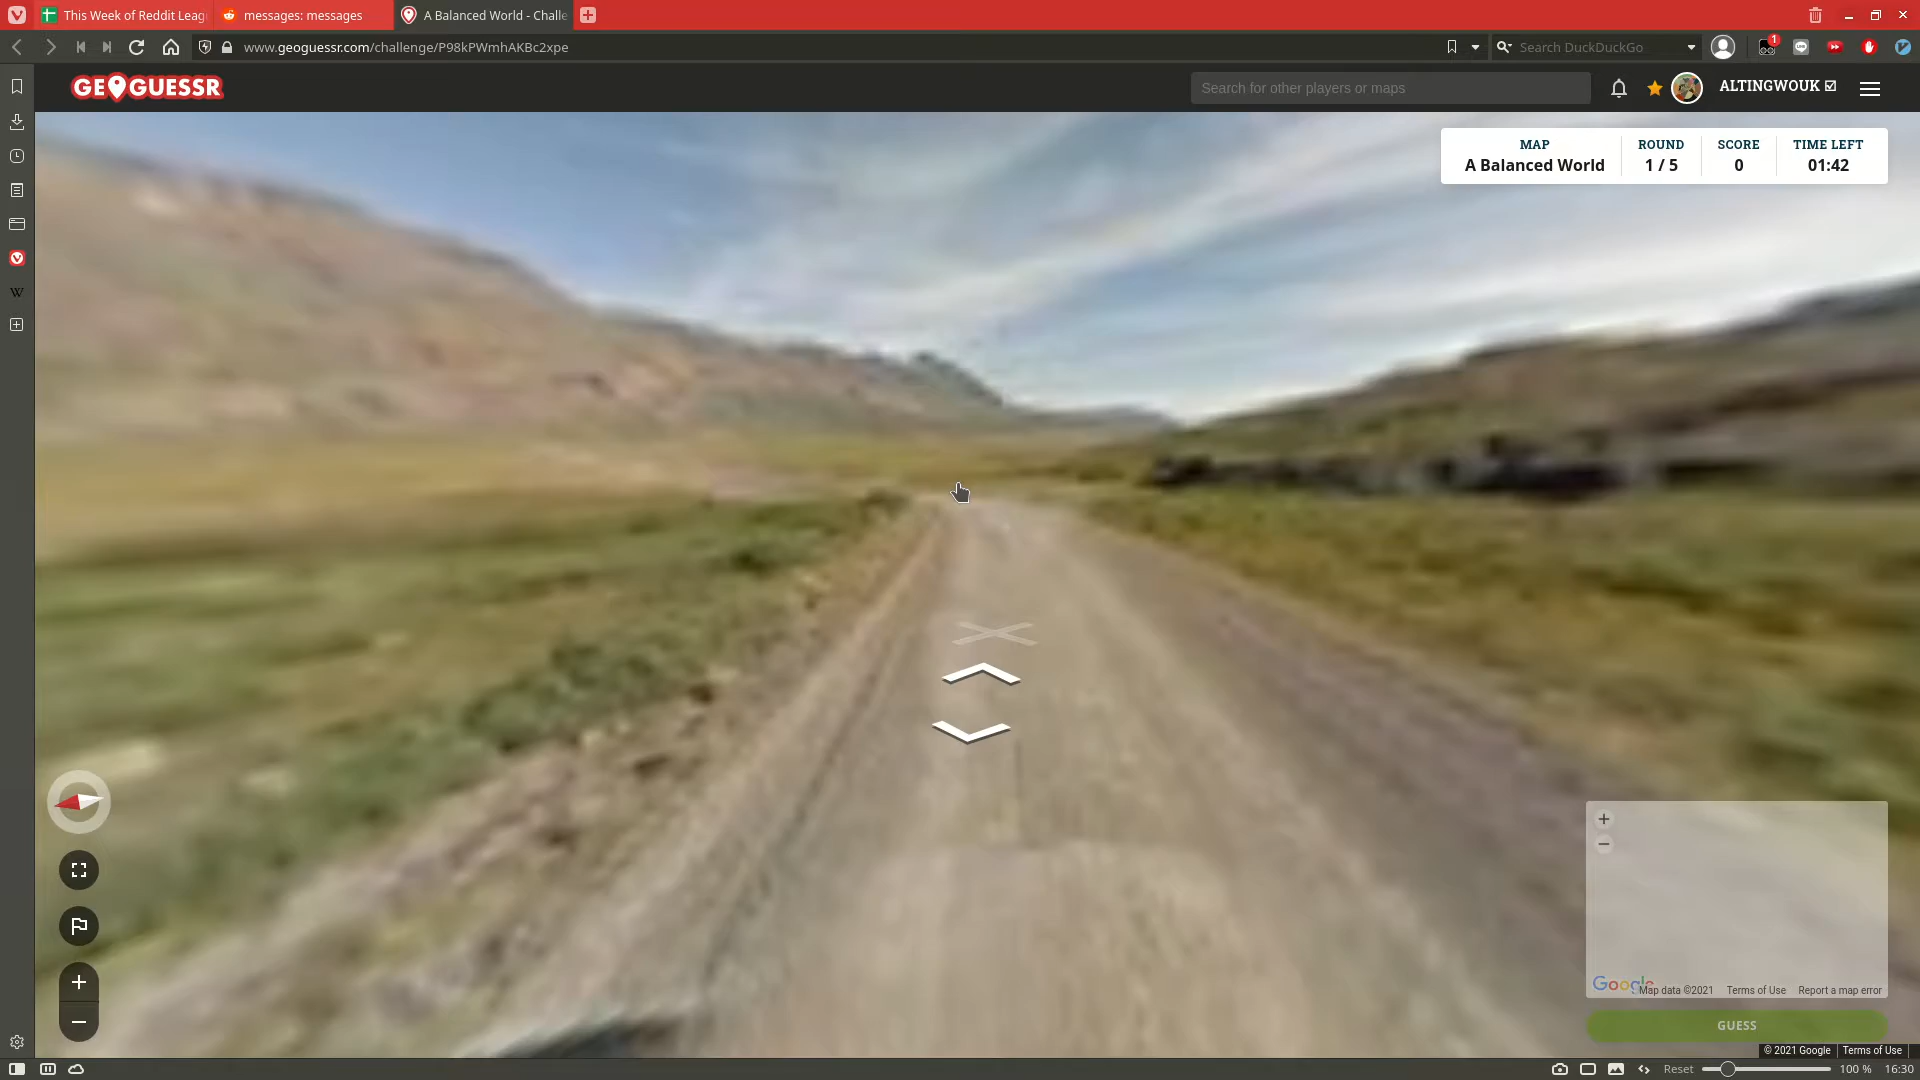 This Week of Reddit Leag
messages: messages
A Balanced World - Challe
www.geoguessr.com/challenge/P98kPWmhAKBc2xpe
Search DuckDuckGo
1
GEOGUESSR
Search for other players or maps
ALTINGWOUK ☑
MAP
ROUND
SCORE
TIME LEFT
A Balanced World
1 / 5
0
01:42
W
Google
Map data ©2021
Terms of Use
Report a map error
GUESS
© 2021 Google
Terms of Use
Reset
100 %
16:30